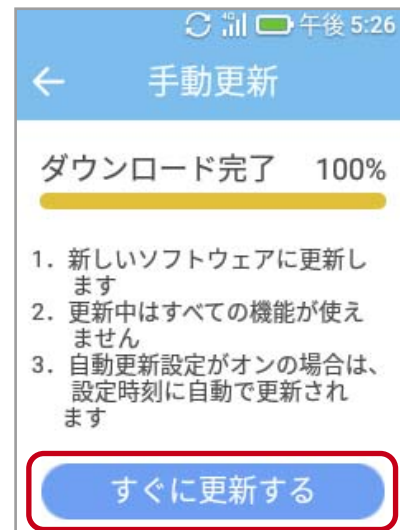 4G 午後 5:26
← 手動更新
ダウンロード完了 100%
1. 新しいソフトウェアに更新し
ます
2. 更新中はすべての機能が使え
ません
3. 自動更新設定がオンの場合は、
設定時刻に自動で更新され
ます
すぐに更新する